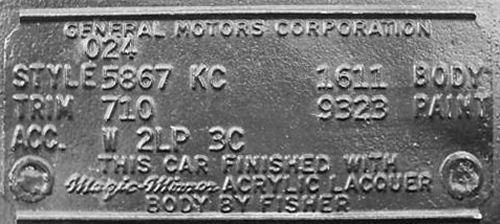 GENERAL MOTORS CORPORATION
024
STYLE 5867 KC 1611 BODY
TRIM 710 9323 PAINT
ACC. W 2LP 3C
THIS CAR FINISHED WITH
Magic-Mirror ACRYLIC LACQUER
BODY BY FISHER